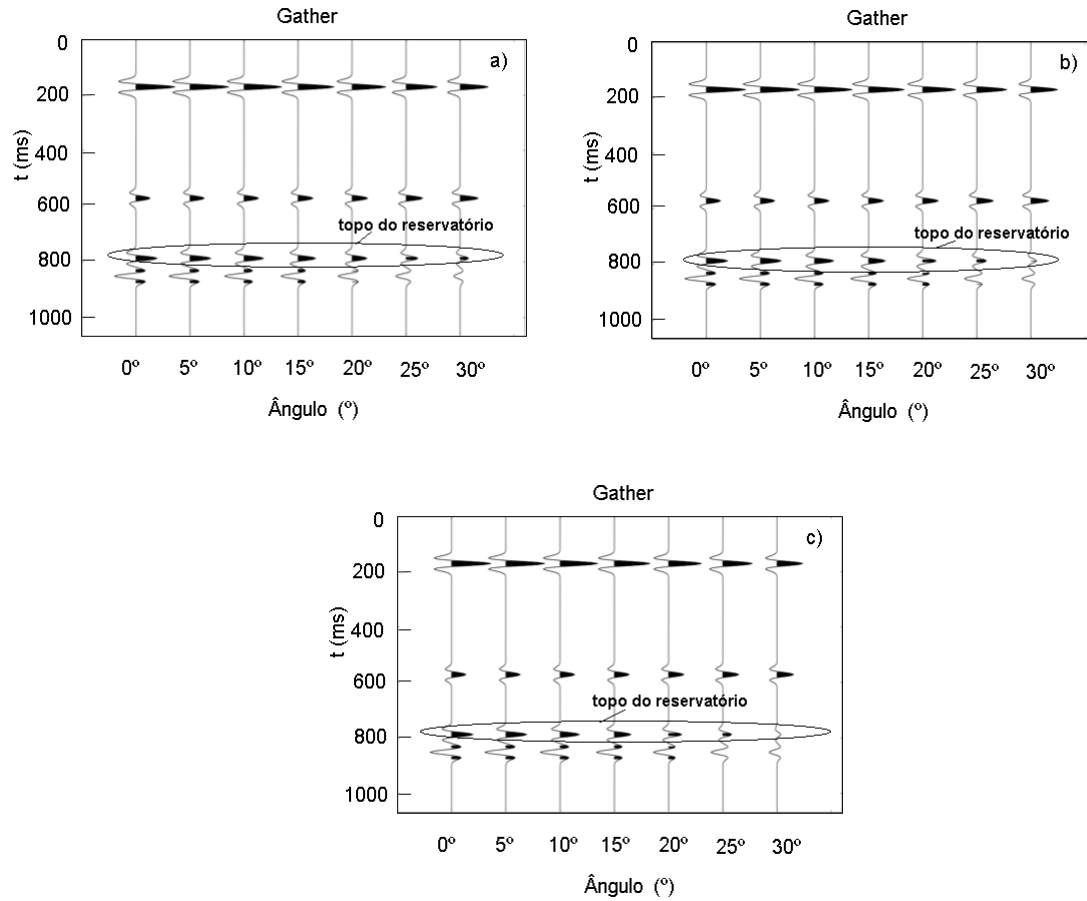 Gather
a)
0
200
400
600
800
1000
t (ms)
topo do reservatório
0º 5º 10º 15º 20º 25º 30º
Ângulo (º)
Gather
b)
0
200
400
600
800
1000
t (ms)
topo do reservatório
0º 5º 10º 15º 20º 25º 30º
Ângulo (º)
Gather
c)
0
200
400
600
800
1000
t (ms)
topo do reservatório
0º 5º 10º 15º 20º 25º 30º
Ângulo (º)